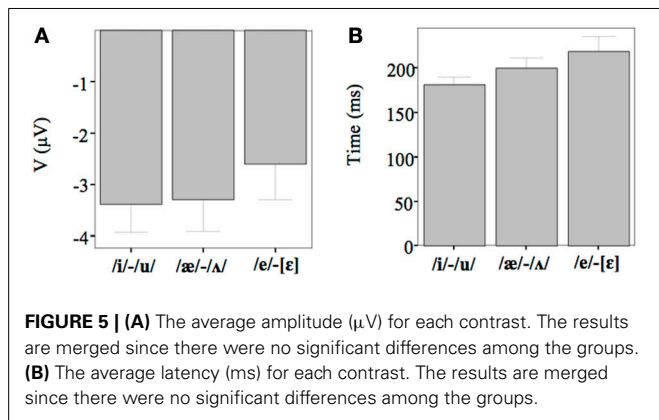 A
B
-1
-2
-3
-4
V (μV)
/i/-/u/ /æ/-/ʌ/ /e/-[ɛ]
200
150
100
50
0
Time (ms)
/i/-/u/ /æ/-/ʌ/ /e/-[ɛ]
FIGURE 5 | (A) The average amplitude (μV) for each contrast. The results
are merged since there were no significant differences among the groups.
(B) The average latency (ms) for each contrast. The results are merged
since there were no significant differences among the groups.